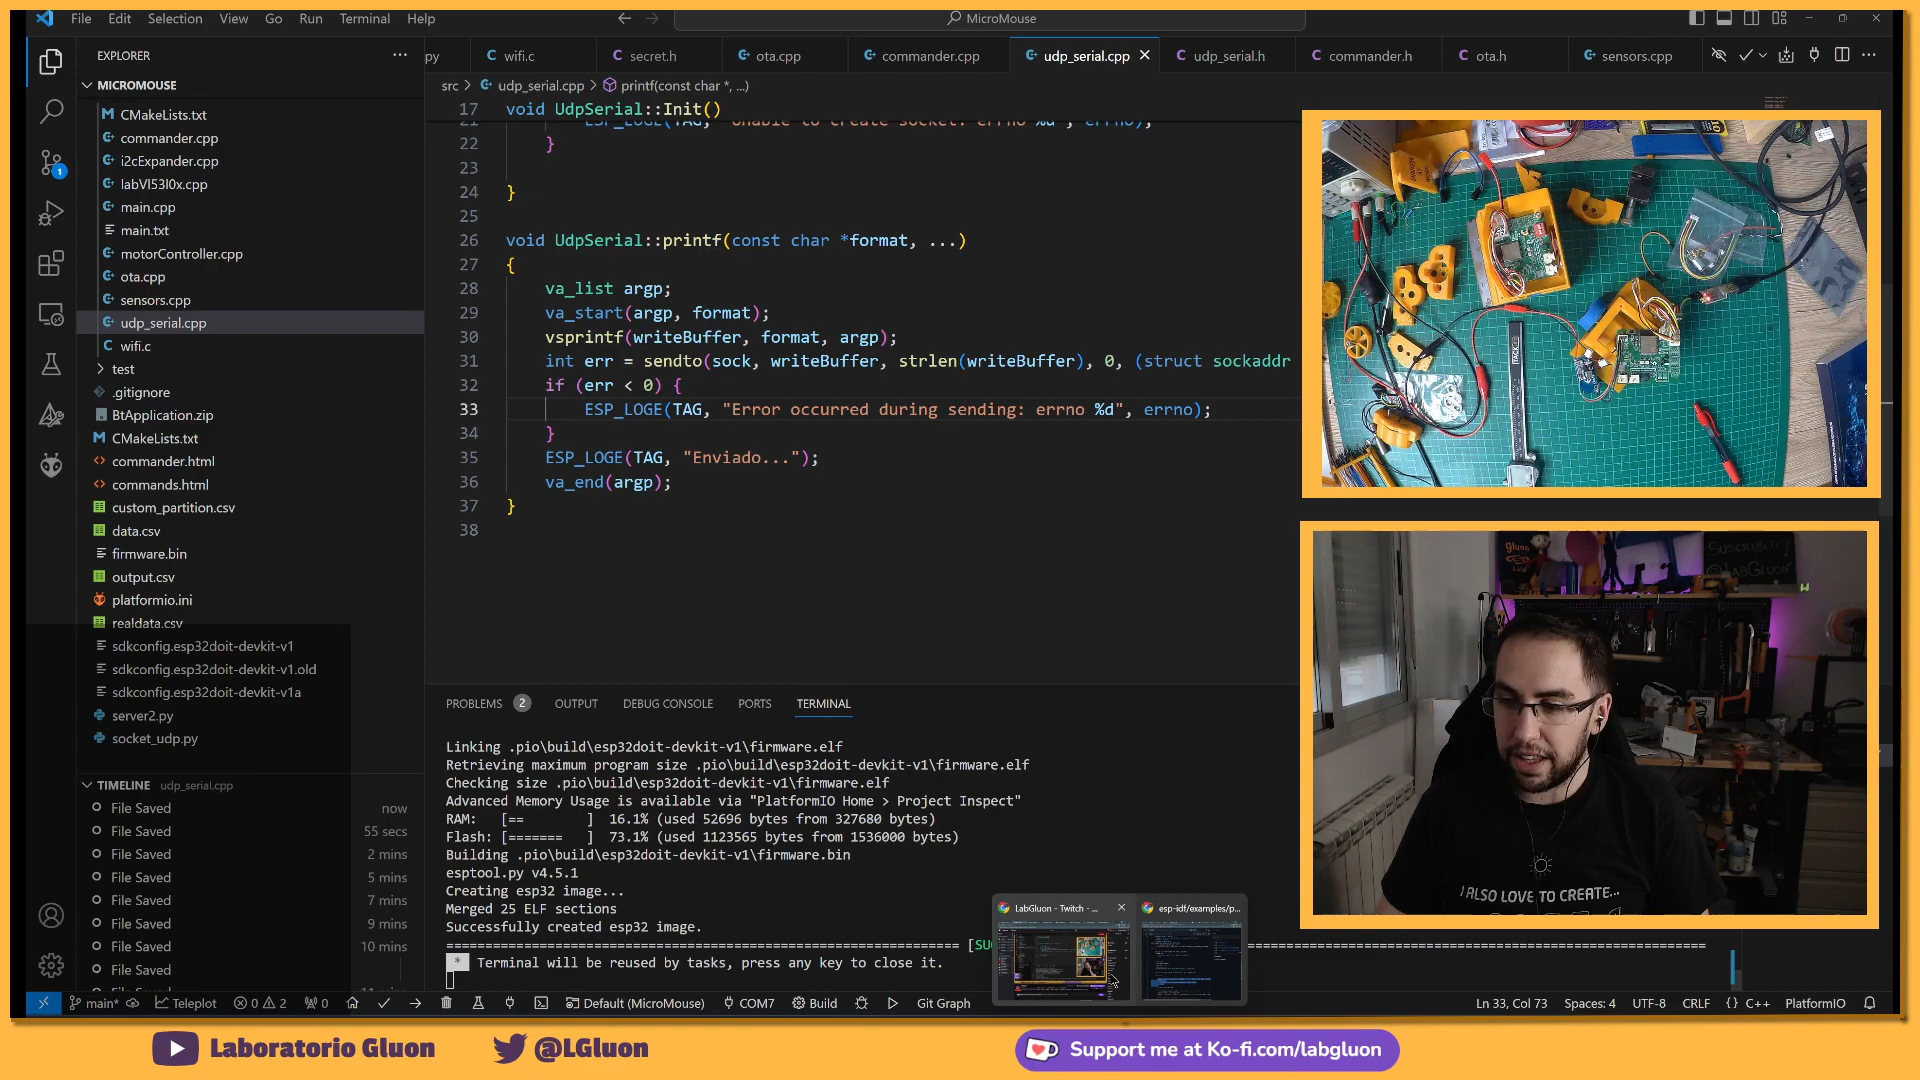 File Edit Selection View Go Run Terminal Help
MicroMouse
EXPLORER
MICROMOUSE
CMakeLists.txt
commander.cpp
i2cExpander.cpp
labVl53l0x.cpp
main.cpp
main.txt
motorController.cpp
ota.cpp
sensors.cpp
udp_serial.cpp
wifi.c
test
.gitignore
BtApplication.zip
CMakeLists.txt
commander.html
commands.html
custom_partition.csv
data.csv
firmware.bin
output.csv
platformio.ini
realdata.csv
sdkconfig.esp32doit-devkit-v1
sdkconfig.esp32doit-devkit-v1.old
sdkconfig.esp32doit-devkit-v1a
server2.py
socket_udp.py
TIMELINE udp_serial.cpp
File Saved now
File Saved 55 secs
File Saved 2 mins
File Saved 5 mins
File Saved 7 mins
File Saved 9 mins
File Saved 10 mins
File Saved
py wifi.c secret.h ota.cpp commander.cpp udp_serial.cpp udp_serial.h commander.h ota.h sensors.cpp
src > udp_serial.cpp > printf(const char *, ...)
17 void UdpSerial::Init()
ESP_LOGE(TAG, "Unable to create socket: errno %d", errno);
22 }
23
24 }
25
26 void UdpSerial::printf(const char *format, ...)
27 {
28 va_list argp;
29 va_start(argp, format);
30 vsprintf(writeBuffer, format, argp);
31 int err = sendto(sock, writeBuffer, strlen(writeBuffer), 0, (struct sockaddr
32 if (err < 0) {
33 ESP_LOGE(TAG, "Error occurred during sending: errno %d", errno);
34 }
35 ESP_LOGE(TAG, "Enviado...");
36 va_end(argp);
37 }
38
PROBLEMS 2 OUTPUT DEBUG CONSOLE PORTS TERMINAL
Linking .pio\build\esp32doit-devkit-v1\firmware.elf
Retrieving maximum program size .pio\build\esp32doit-devkit-v1\firmware.elf
Checking size .pio\build\esp32doit-devkit-v1\firmware.elf
Advanced Memory Usage is available via "PlatformIO Home > Project Inspect"
RAM: [== ] 16.1% (used 52696 bytes from 327680 bytes)
Flash: [======= ] 73.1% (used 1123565 bytes from 1536000 bytes)
Building .pio\build\esp32doit-devkit-v1\firmware.bin
esptool.py v4.5.1
Creating esp32 image...
Merged 25 ELF sections
Successfully created esp32 image.
* Terminal will be reused by tasks, press any key to close it.
LabGluon - Twitch - ...
esp-idf/examples/p...
I ALSO LOVE TO CREATE...
main* Teleplot 0 2 0 Default (MicroMouse) COM7 Build Git Graph
Ln 33, Col 73 Spaces: 4 UTF-8 CRLF {} C++ PlatformIO
Laboratorio Gluon @LGluon
Support me at Ko-fi.com/labgluon